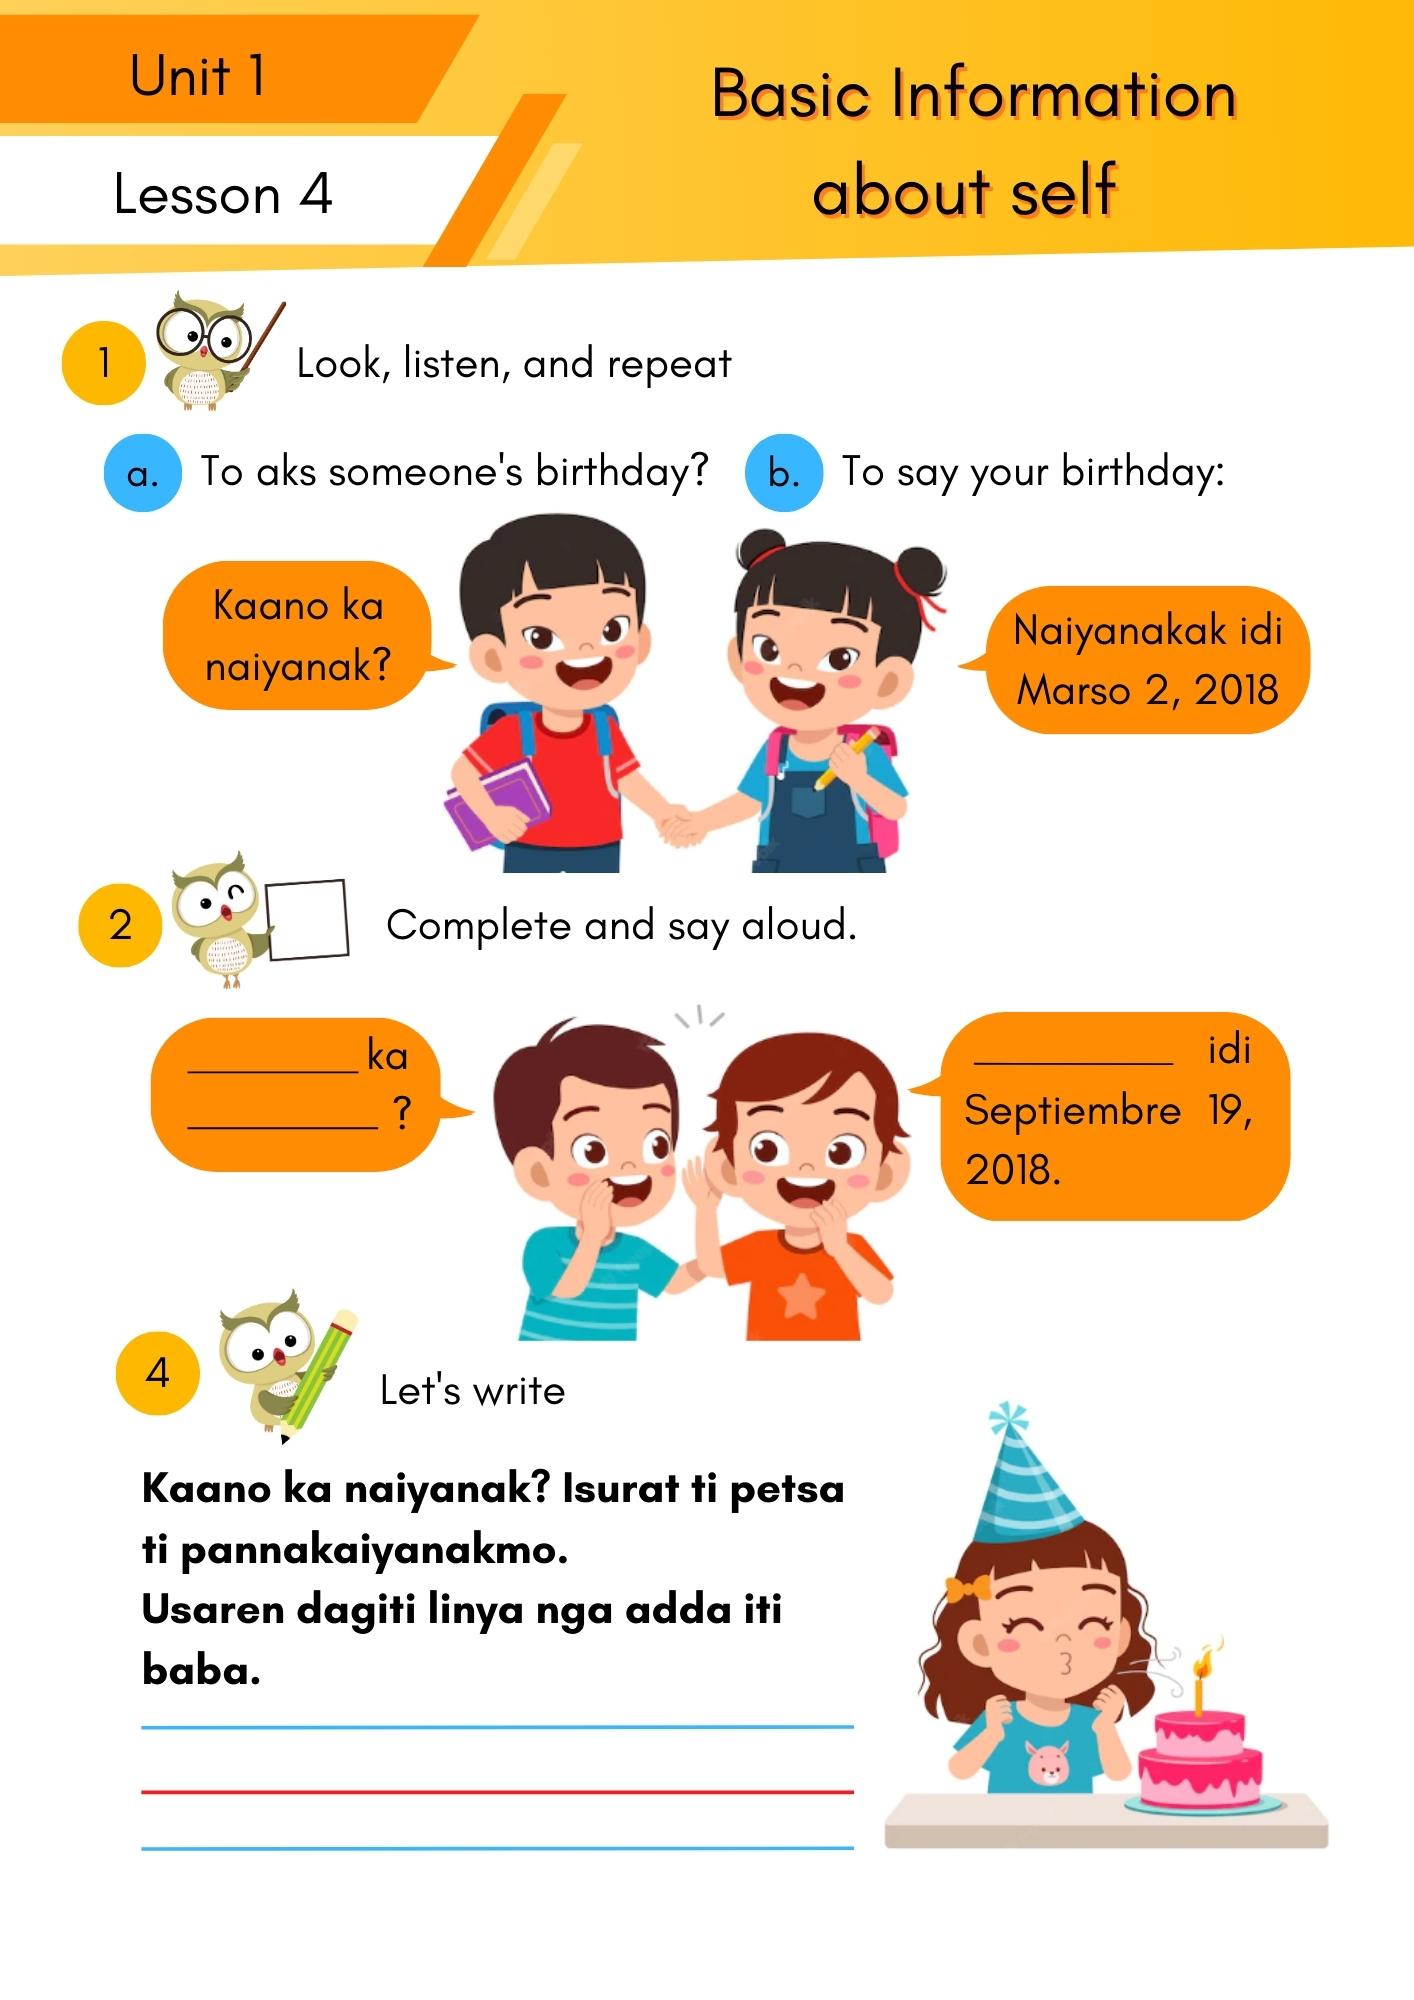 Unit 1
Lesson 4
Basic Information
about self
1
Look, listen, and repeat
a.
To aks someone's birthday?
b.
To say your birthday:
Kaano ka
naiyanak?
Naiyanakak idi
Marso 2, 2018
2
Complete and say aloud.
_________ ka
__________ ?
__________ idi
Septiembre 19,
2018.
4
Let's write
Kaano ka naiyanak? Isurat ti petsa
ti pannakaiyanakmo.
Usaren dagiti linya nga adda iti
baba.